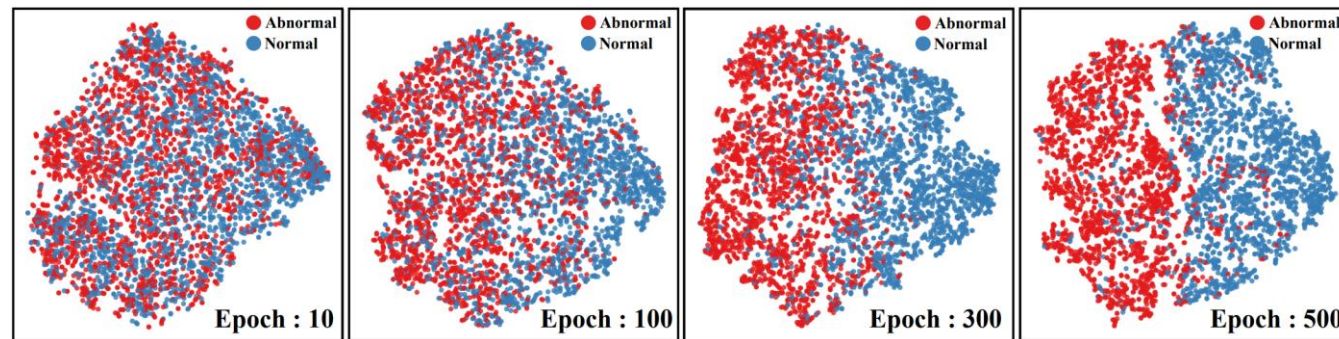 Abnormal
Normal
Epoch : 10
Abnormal
Normal
Epoch : 100
Abnormal
Normal
Epoch : 300
Abnormal
Normal
Epoch : 500